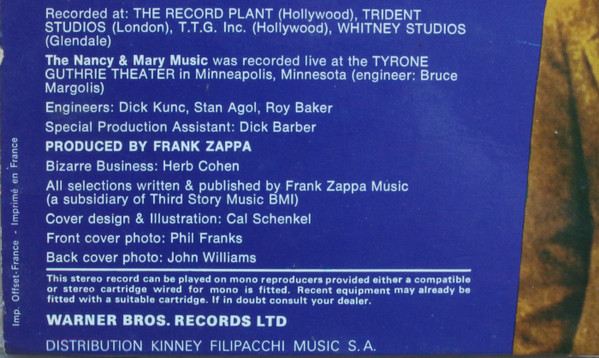 Recorded at: THE RECORD PLANT (Hollywood), TRIDENT
STUDIOS (London), T.T.G. Inc. (Hollywood), WHITNEY STUDIOS
(Glendale)
The Nancy & Mary Music was recorded live at the TYRONE
GUTHRIE THEATER in Minneapolis, Minnesota (engineer: Bruce
Margolis)
Engineers: Dick Kunc, Stan Agol, Roy Baker
Special Production Assistant: Dick Barber
PRODUCED BY FRANK ZAPPA
Bizarre Business: Herb Cohen
All selections written & published by Frank Zappa Music
(a subsidiary of Third Story Music BMI)
Cover design & Illustration: Cal Schenkel
Front cover photo: Phil Franks
Back cover photo: John Williams
This stereo record can be played on mono reproducers provided either a compatible
or stereo cartridge wired for mono is fitted. Recent equipment may already be
fitted with a suitable cartridge. If in doubt consult your dealer.
WARNER BROS. RECORDS LTD
DISTRIBUTION KINNEY FILIPACCHI MUSIC S.A.
Imp. Offset-France - Imprimé en France